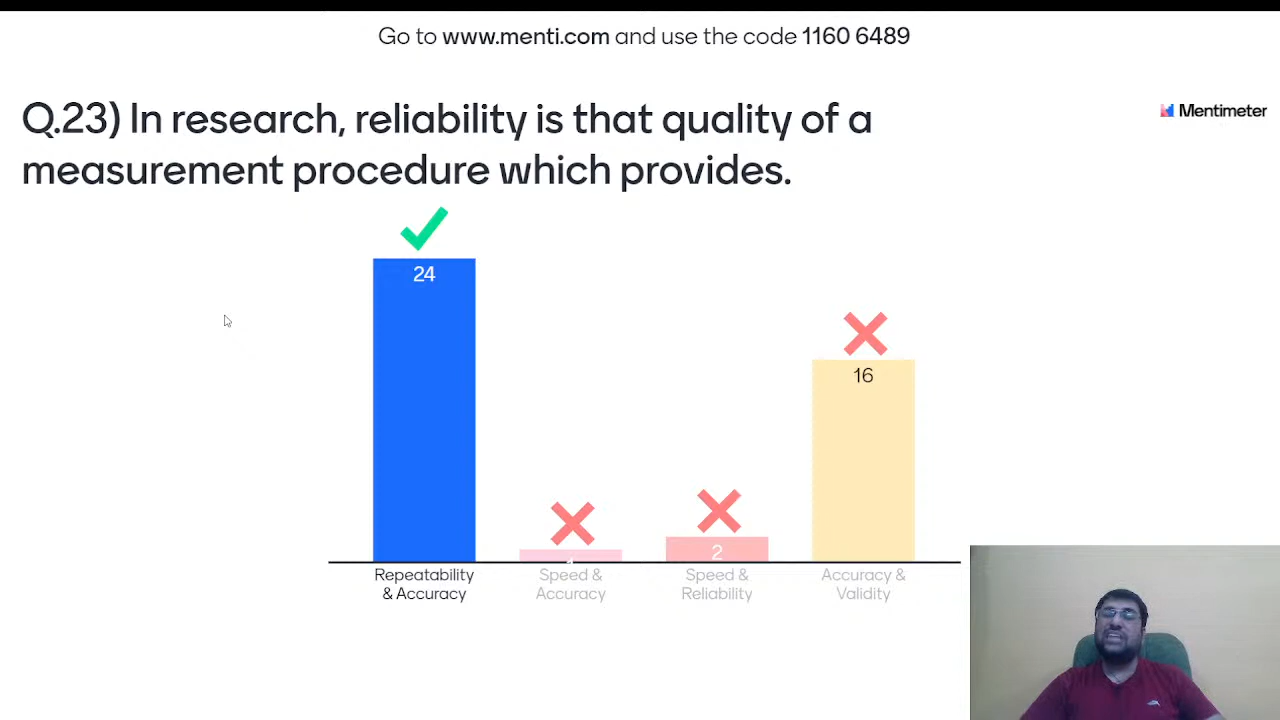 Go to www.menti.com and use the code 1160 6489
Mentimeter
Q.23) In research, reliability is that quality of a
measurement procedure which provides.
24
16
2
Repeatability
& Accuracy
Speed &
Accuracy
Speed &
Reliability
Accuracy &
Validity